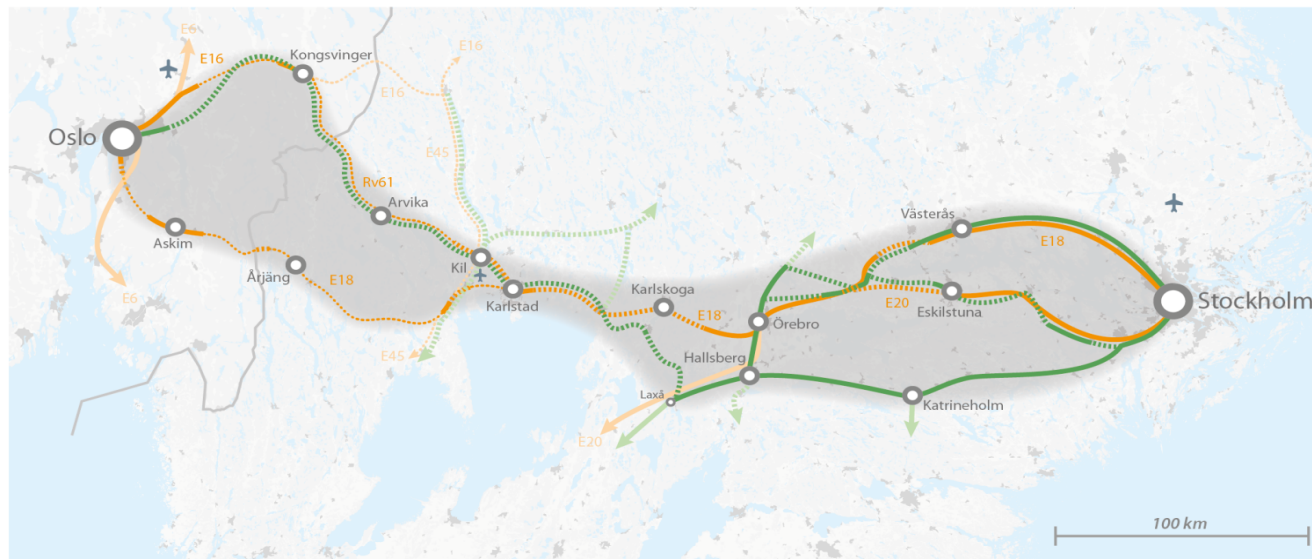 E6
E16
Kongsvinger
E16
E16
Oslo
E45
Rv61
Arvika
Västerås
E18
Askim
Årjäng
E18
Kil
Karlstad
Karlskoga
E18
Örebro
E20
Eskilstuna
Stockholm
E6
E45
Hallsberg
Laxå
Katrineholm
E20
100 km